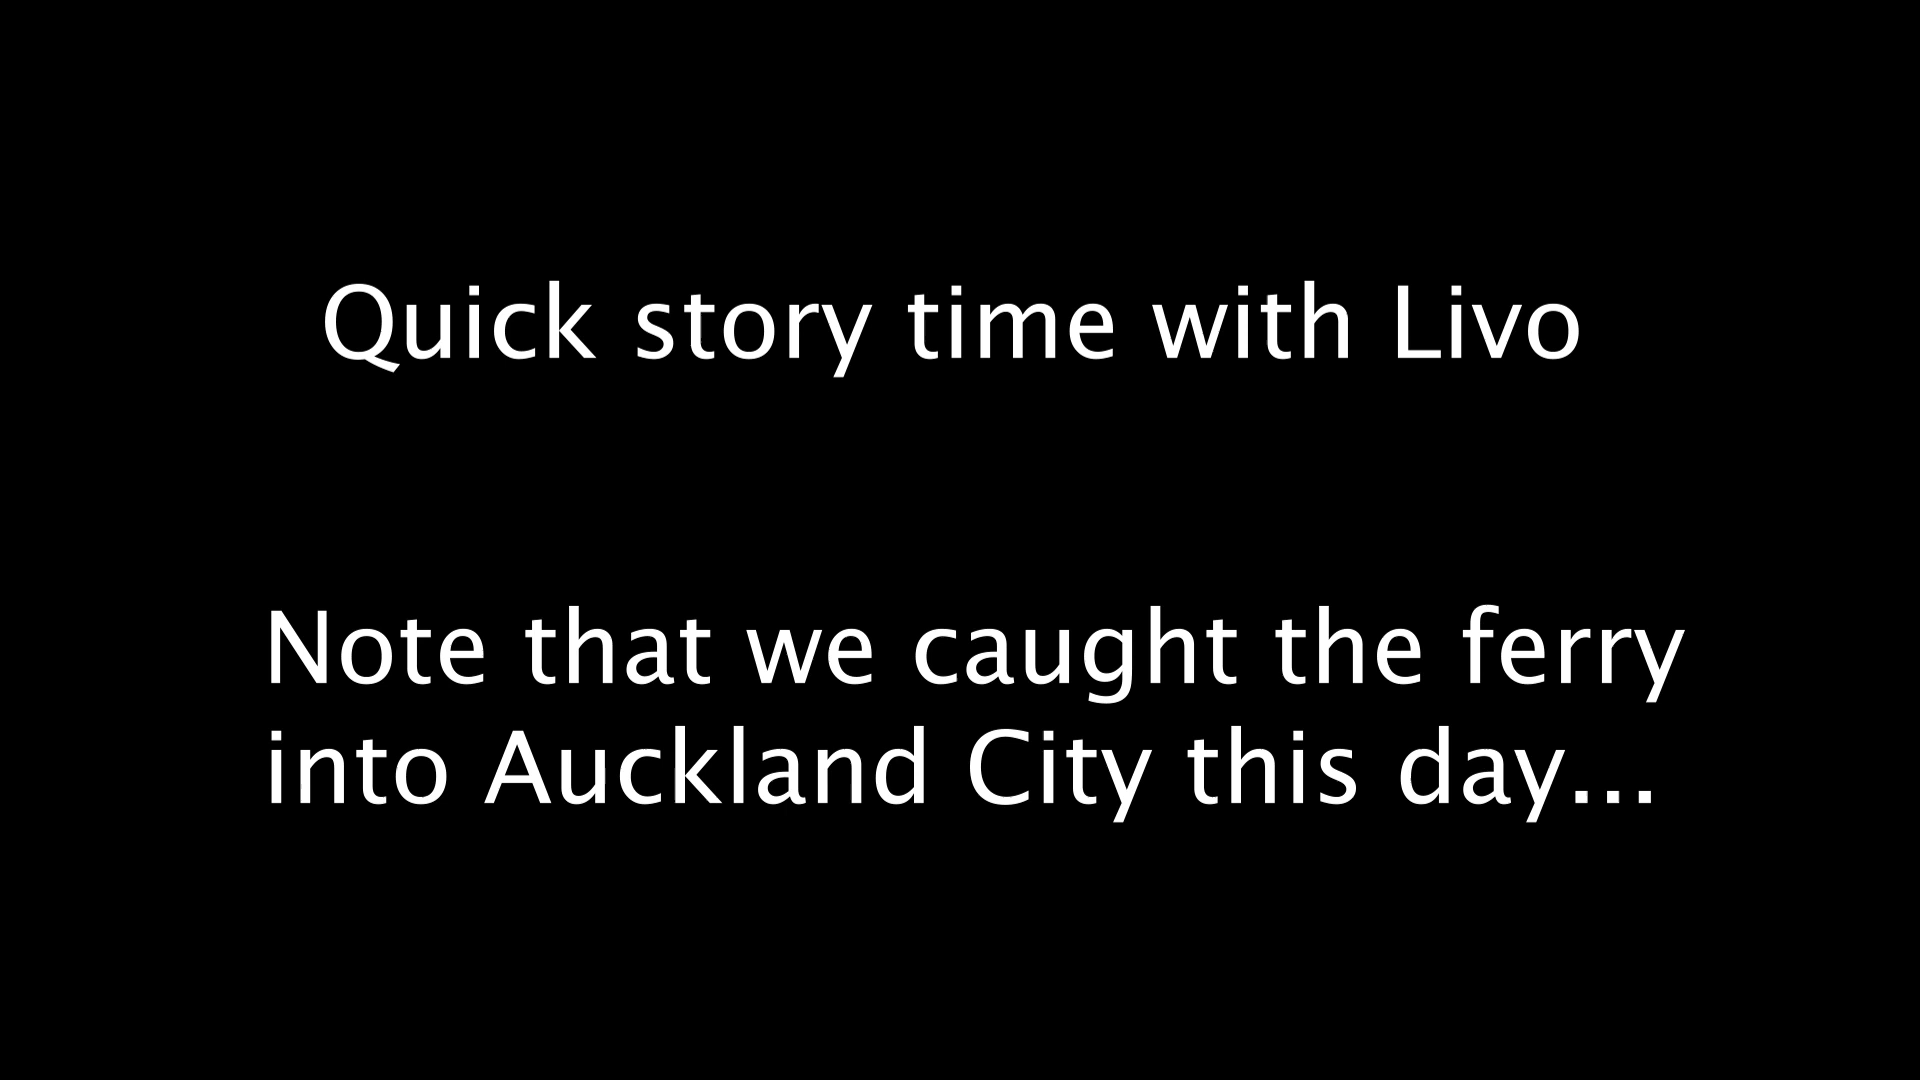 Quick story time with Livo
Note that we caught the ferry
into Auckland City this day...